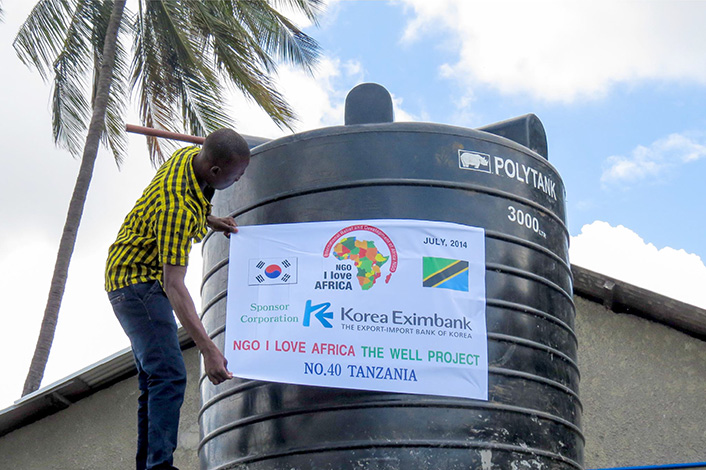 POLYTANK
3000 LTR.
JULY, 2014
NGO
I love
AFRICA
Sponsor
Corporation
Korea Eximbank
THE EXPORT-IMPORT BANK OF KOREA
NGO I LOVE AFRICA THE WELL PROJECT
NO.40 TANZANIA